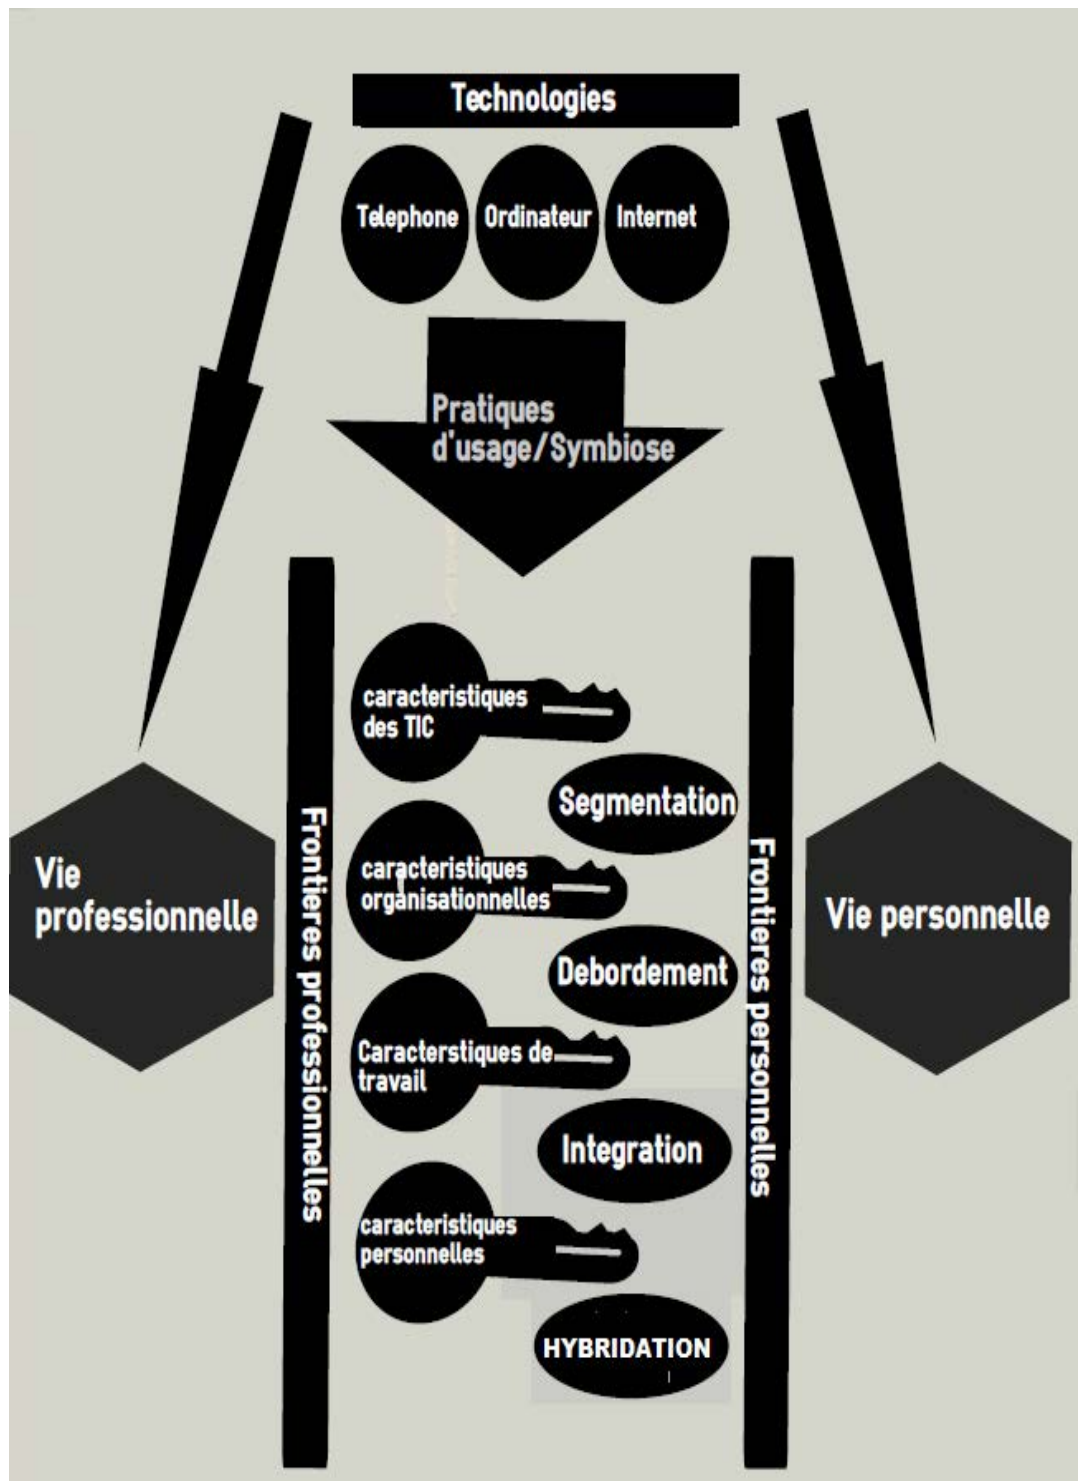 Technologies
Telephone
Ordinateur
Internet
Pratiques
d'usage/Symbiose
caracteristiques
des TIC
Segmentation
Vie
professionnelle
Frontieres professionnelles
caracteristiques
organisationnelles
Frontieres personnelles
Vie personnelle
Debordement
Caracterstiques de
travail
Integration
caracteristiques
personnelles
HYBRIDATION